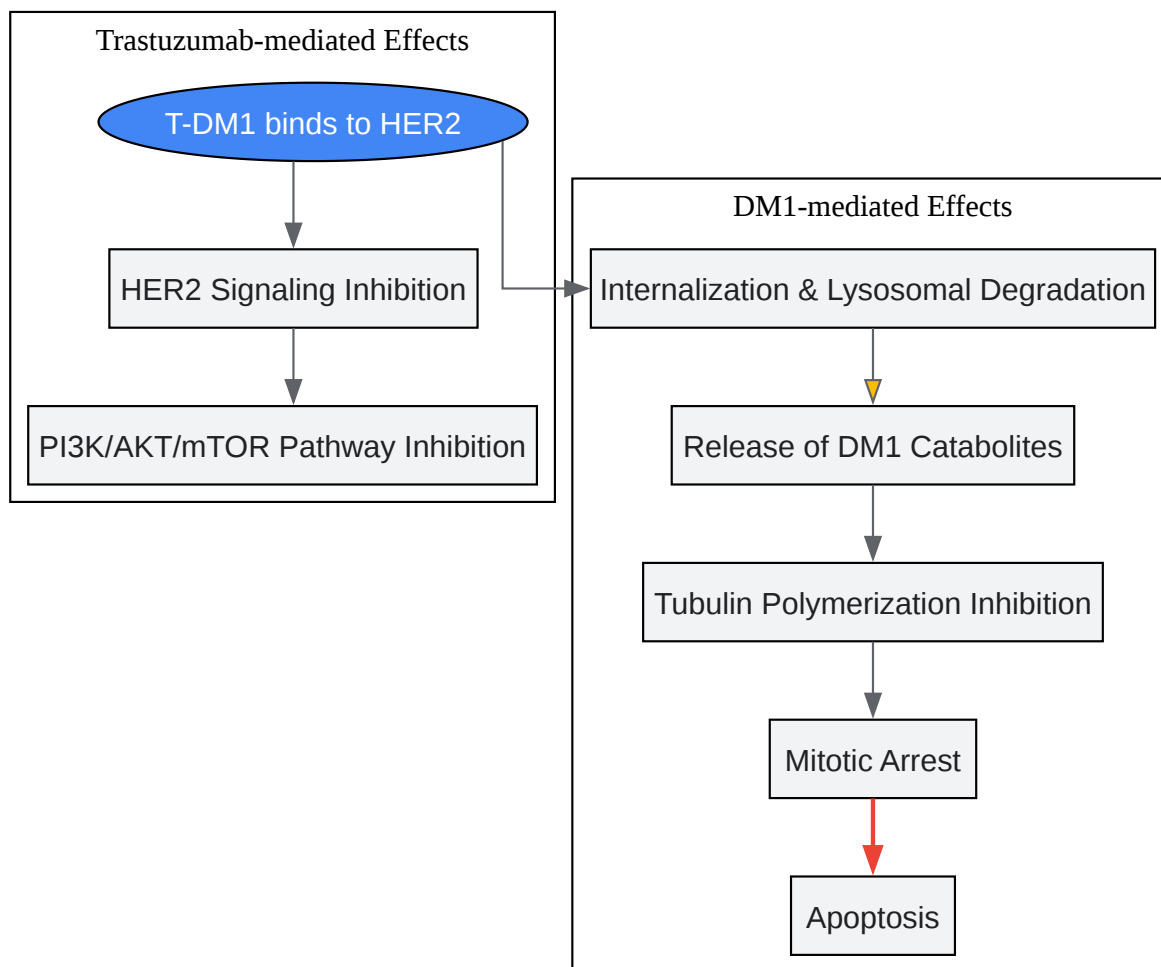 Trastuzumab-mediated Effects
T-DM1 binds to HER2
HER2 Signaling Inhibition
PI3K/AKT/mTOR Pathway Inhibition
DM1-mediated Effects
Internalization & Lysosomal Degradation
Release of DM1 Catabolites
Tubulin Polymerization Inhibition
Mitotic Arrest
Apoptosis